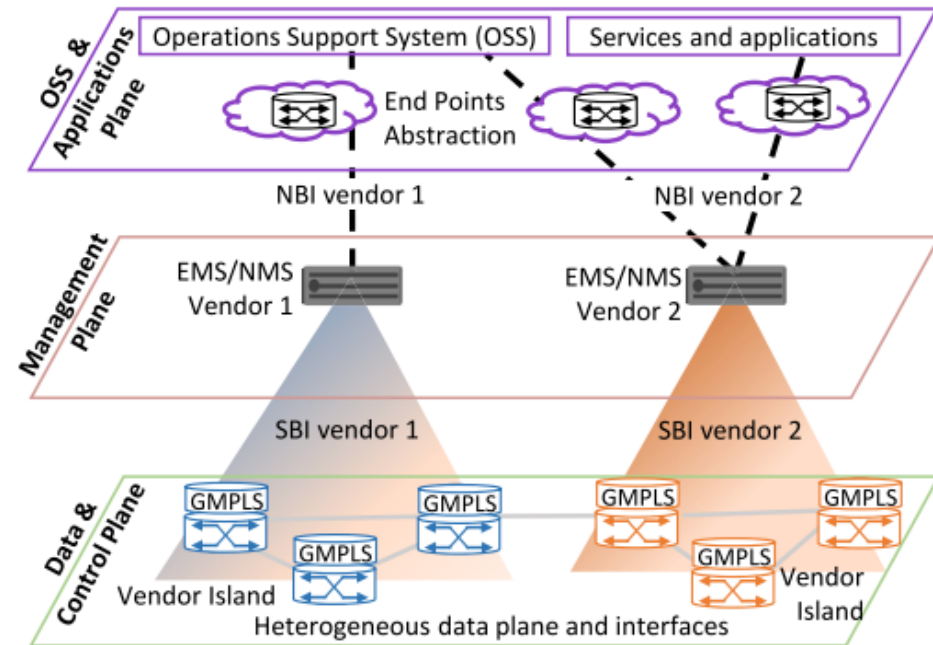 OSS &
Applications
Plane
Operations Support System (OSS)
Services and applications
End Points
Abstraction
NBI vendor 1
NBI vendor 2
Management
Plane
EMS/NMS
Vendor 1
EMS/NMS
Vendor 2
SBI vendor 1
SBI vendor 2
Data &
Control Plane
GMPLS
GMPLS
GMPLS
GMPLS
GMPLS
GMPLS
Vendor Island
Vendor
Island
Heterogeneous data plane and interfaces